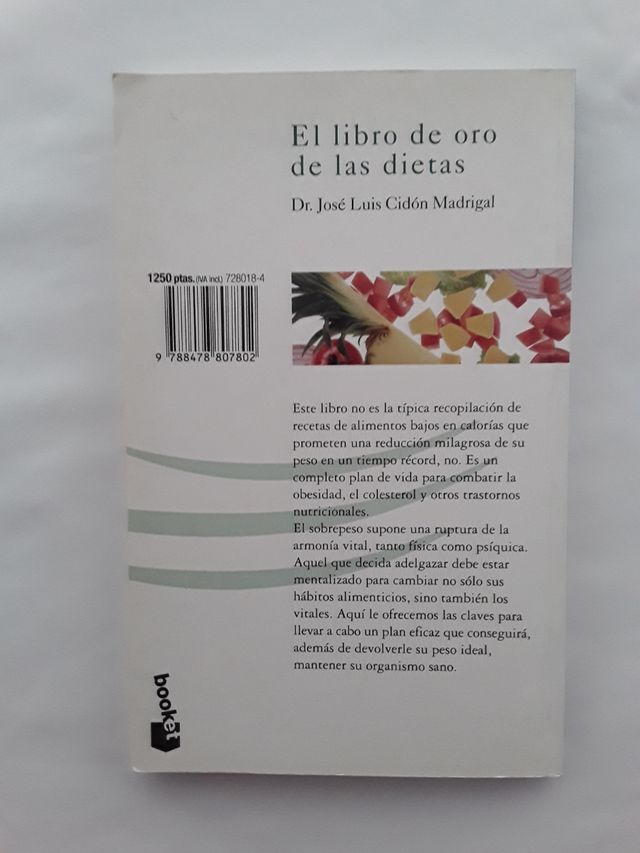 El libro de oro
de las dietas
Dr. José Luis Cidón Madrigal
1250 ptas. (IVA incl.) 728018-4
9 788478 807802
Este libro no es la típica recopilación de
recetas de alimentos bajos en calorías que
prometen una reducción milagrosa de su
peso en un tiempo récord, no. Es un
completo plan de vida para combatir la
obesidad, el colesterol y otros trastornos
nutricionales.
El sobrepeso supone una ruptura de la
armonía vital, tanto física como psíquica.
Aquel que decida adelgazar debe estar
mentalizado para cambiar no sólo sus
hábitos alimenticios, sino también los
vitales. Aquí le ofrecemos las claves para
llevar a cabo un plan eficaz que conseguirá,
además de devolverle su peso ideal,
mantener su organismo sano.
booket